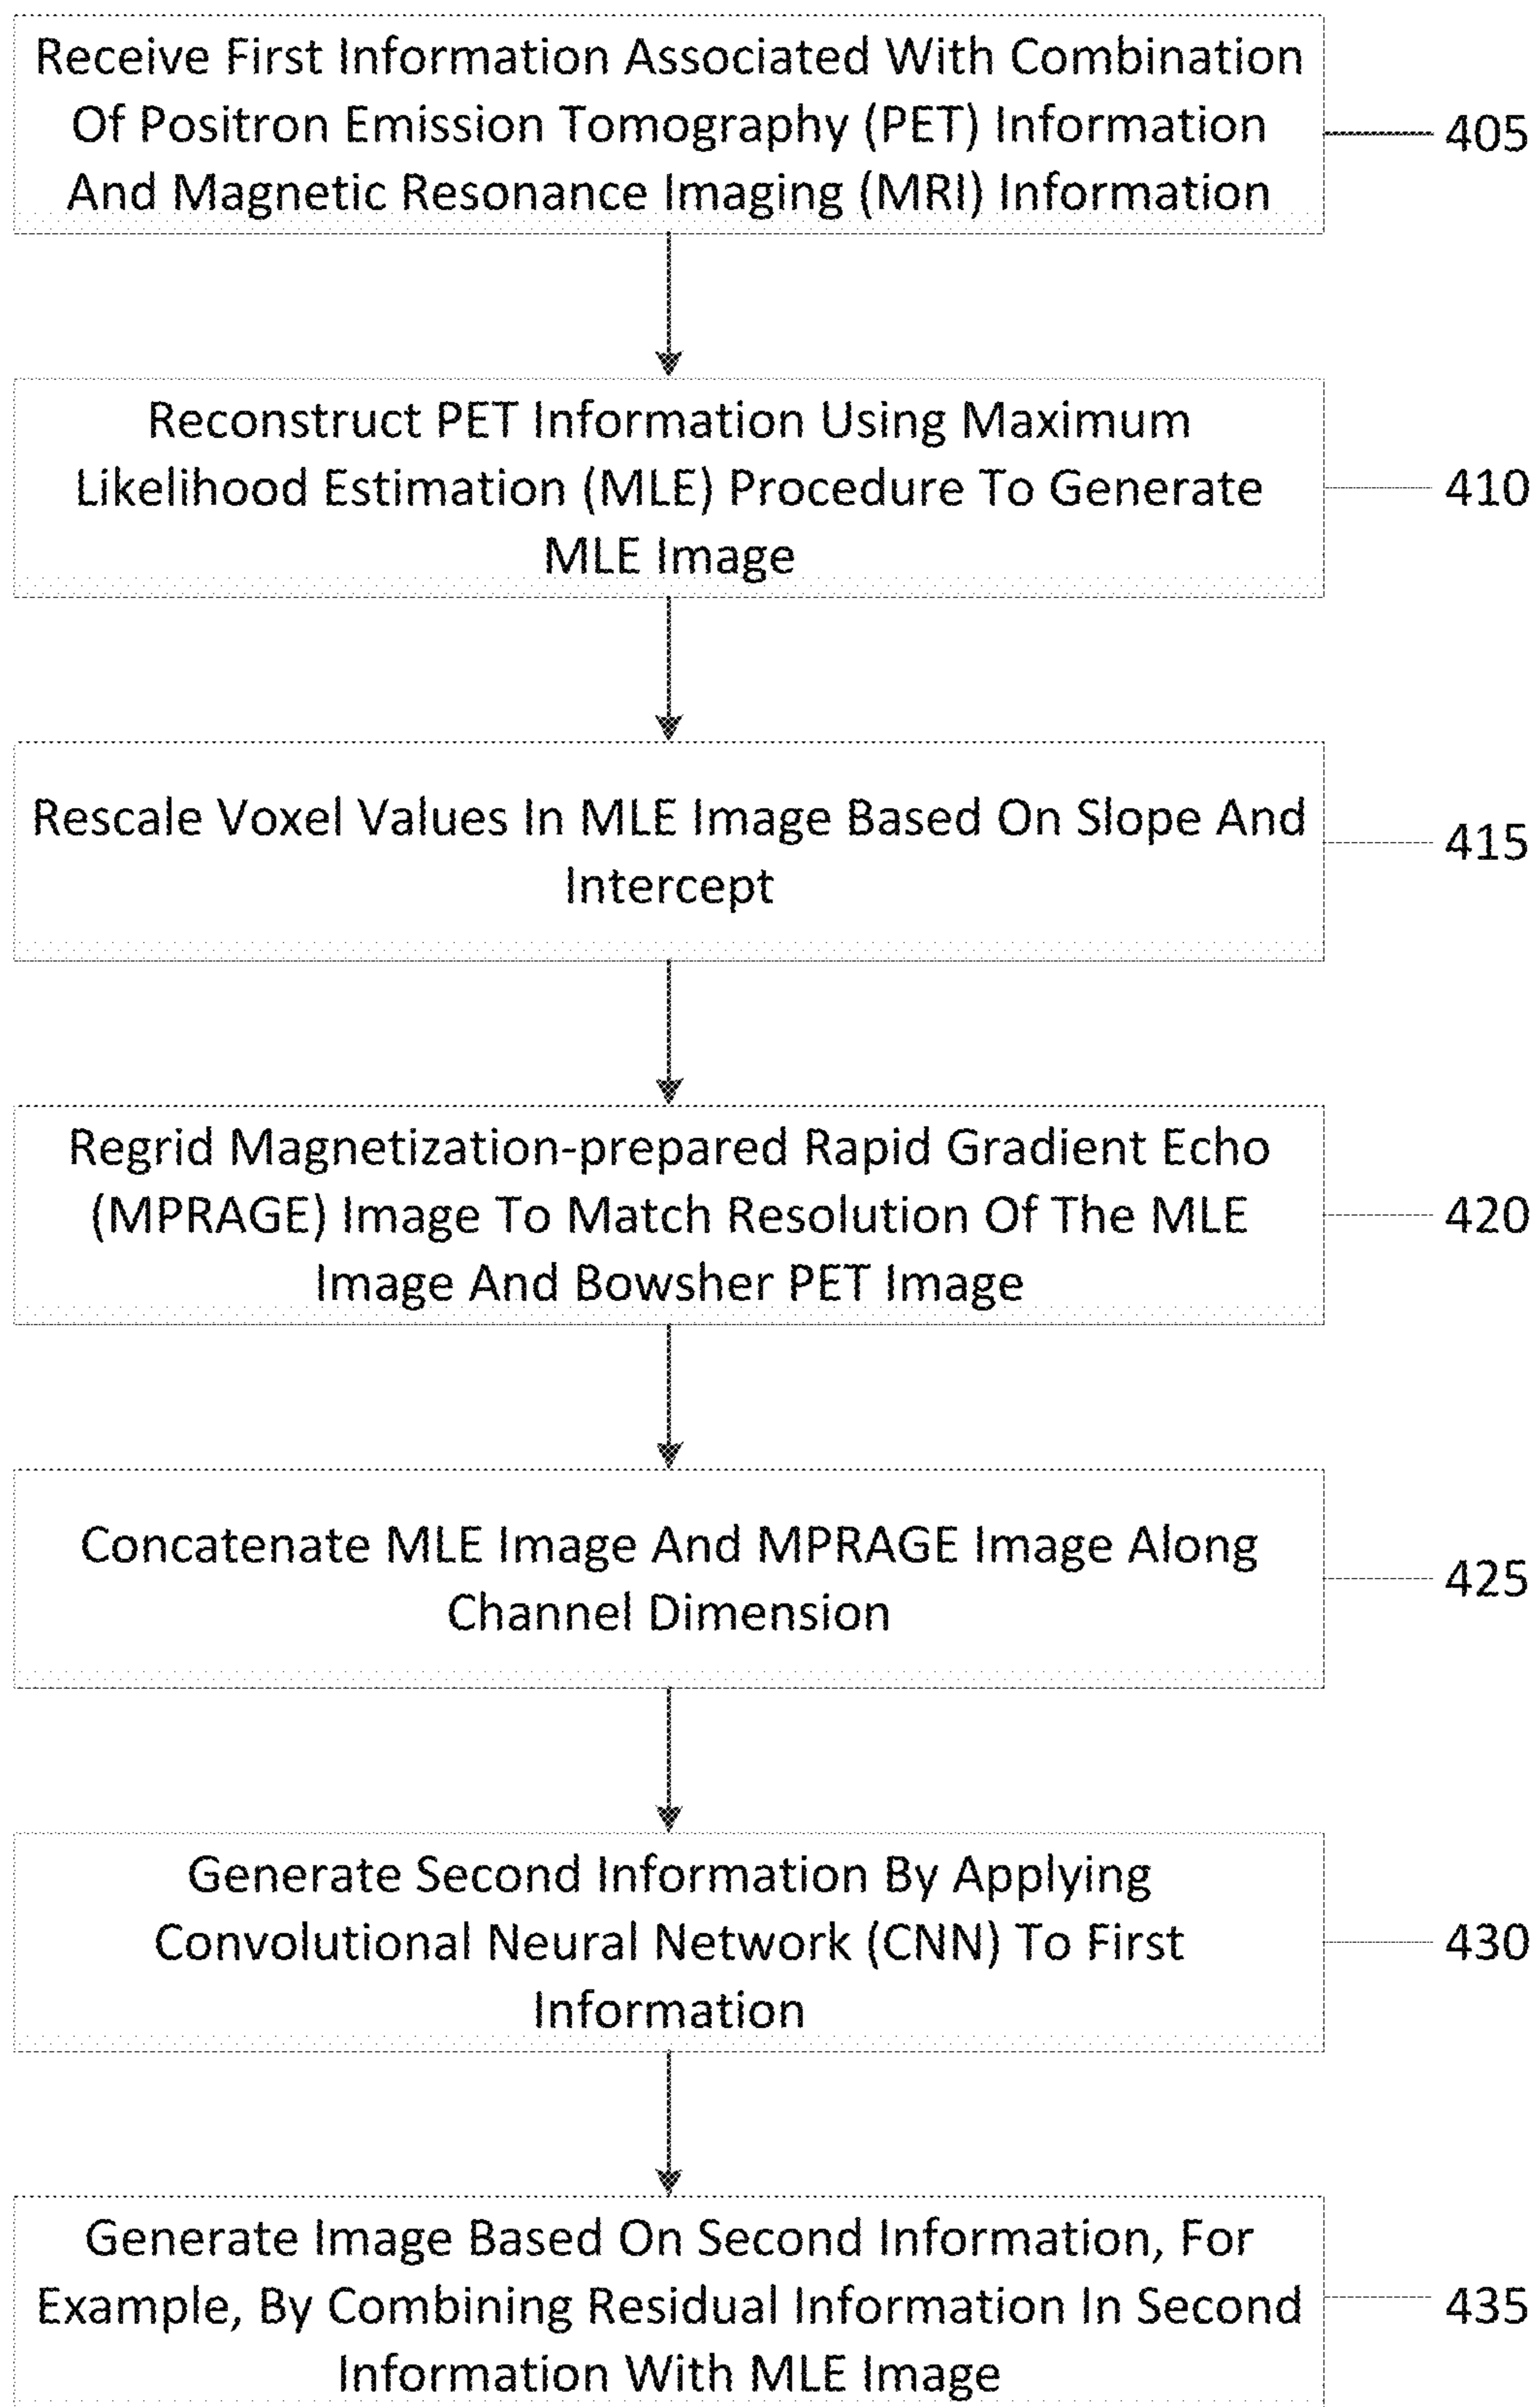 Receive First Information Associated With Combination
Of Positron Emission Tomography (PET) Information
And Magnetic Resonance Imaging (MRI) Information
405
Reconstruct PET Information Using Maximum
Likelihood Estimation (MLE) Procedure To Generate
MLE Image
410
Rescale Voxel Values In MLE Image Based On Slope And
Intercept
415
Regrid Magnetization-prepared Rapid Gradient Echo
(MPRAGE) Image To Match Resolution Of The MLE
Image And Bowsher PET Image
420
Concatenate MLE Image And MPRAGE Image Along
Channel Dimension
425
Generate Second Information By Applying
Convolutional Neural Network (CNN) To First
Information
430
Generate Image Based On Second Information, For
Example, By Combining Residual Information In Second
Information With MLE Image
435